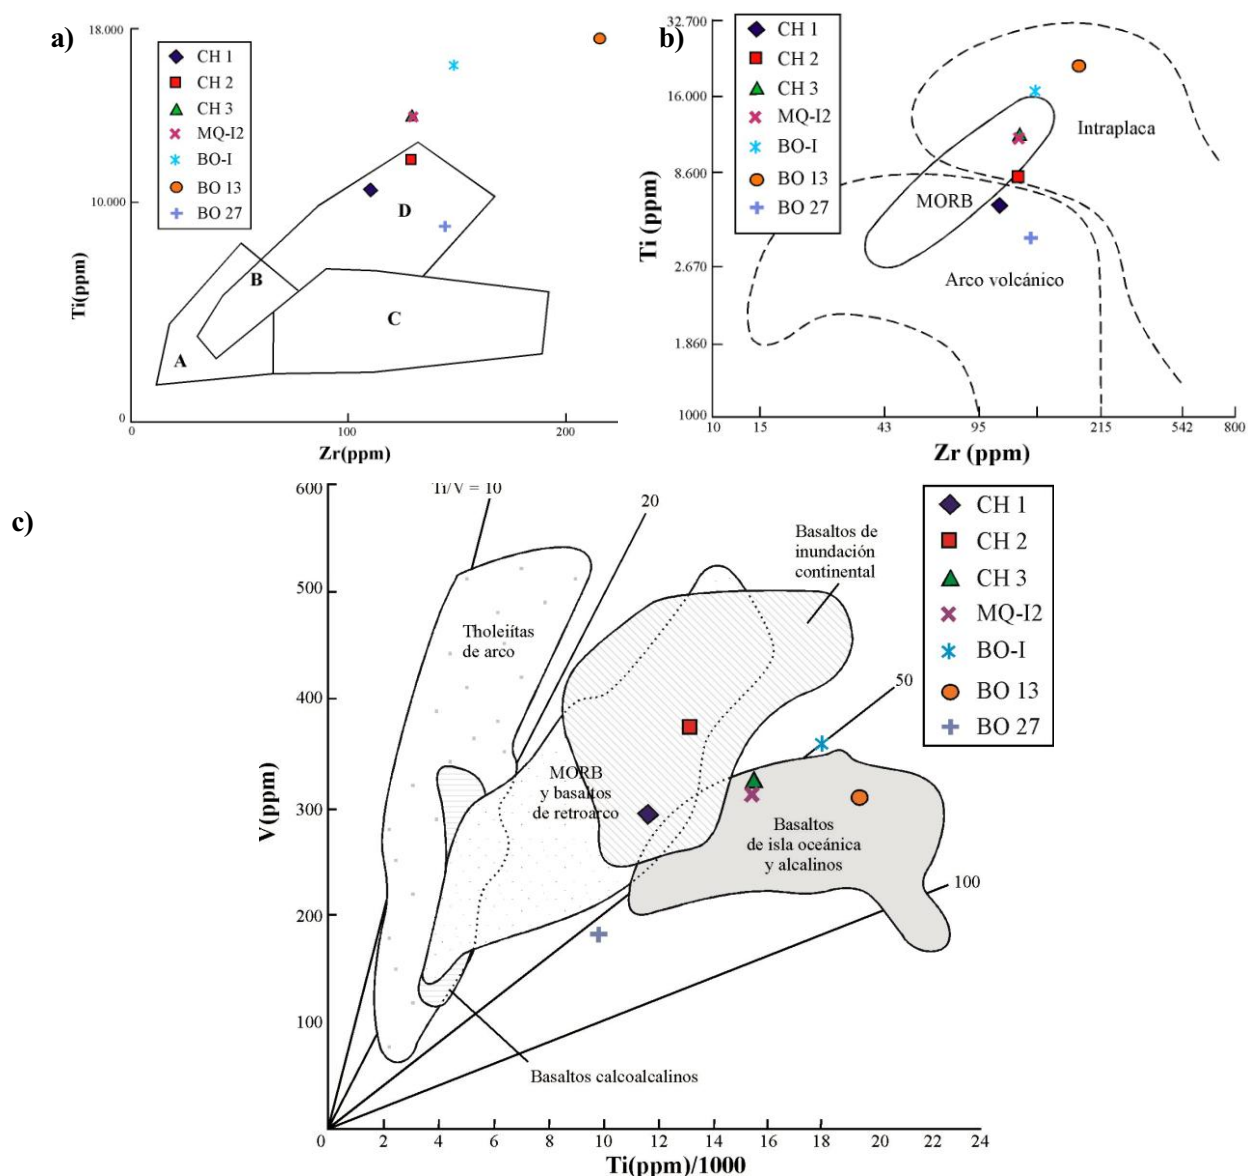 a)
18.000
10.000
0
Ti(ppm)
CH 1
CH 2
CH 3
MQ-I2
BO-I
BO 13
BO 27
A
B
C
D
0
100
200
Zr(ppm)
b)
32.700
16.000
8.600
2.670
1.860
1000
Ti (ppm)
CH 1
CH 2
CH 3
MQ-I2
BO-I
BO 13
BO 27
Intraplaca
MORB
Arco volcánico
10
15
43
95
215
542
800
Zr (ppm)
c)
600
500
400
300
200
100
V(ppm)
Ti/V = 10
20
50
100
Basaltos de
inundación
continental
Tholeiítas
de arco
MORB
y basaltos
de retroarco
Basaltos
de isla oceánica
y alcalinos
Basaltos calcoalcalinos
CH 1
CH 2
CH 3
MQ-I2
BO-I
BO 13
BO 27
0
2
4
6
8
10
12
14
16
18
20
22
24
Ti(ppm)/1000